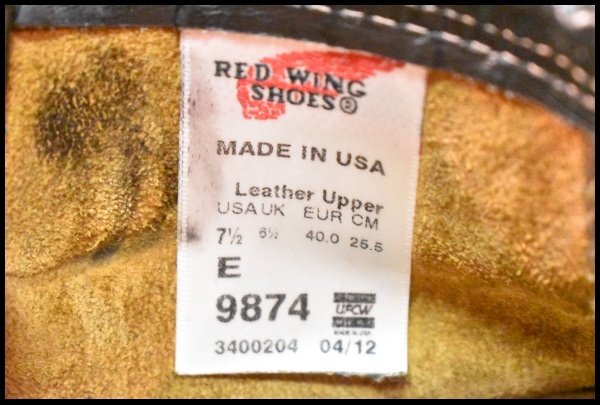 RED WING
SHOES®
MADE IN USA
Leather Upper
USA UK EUR CM
7½ 6½ 40.0 25.5
E
9874 UFCW
3400204 04/12